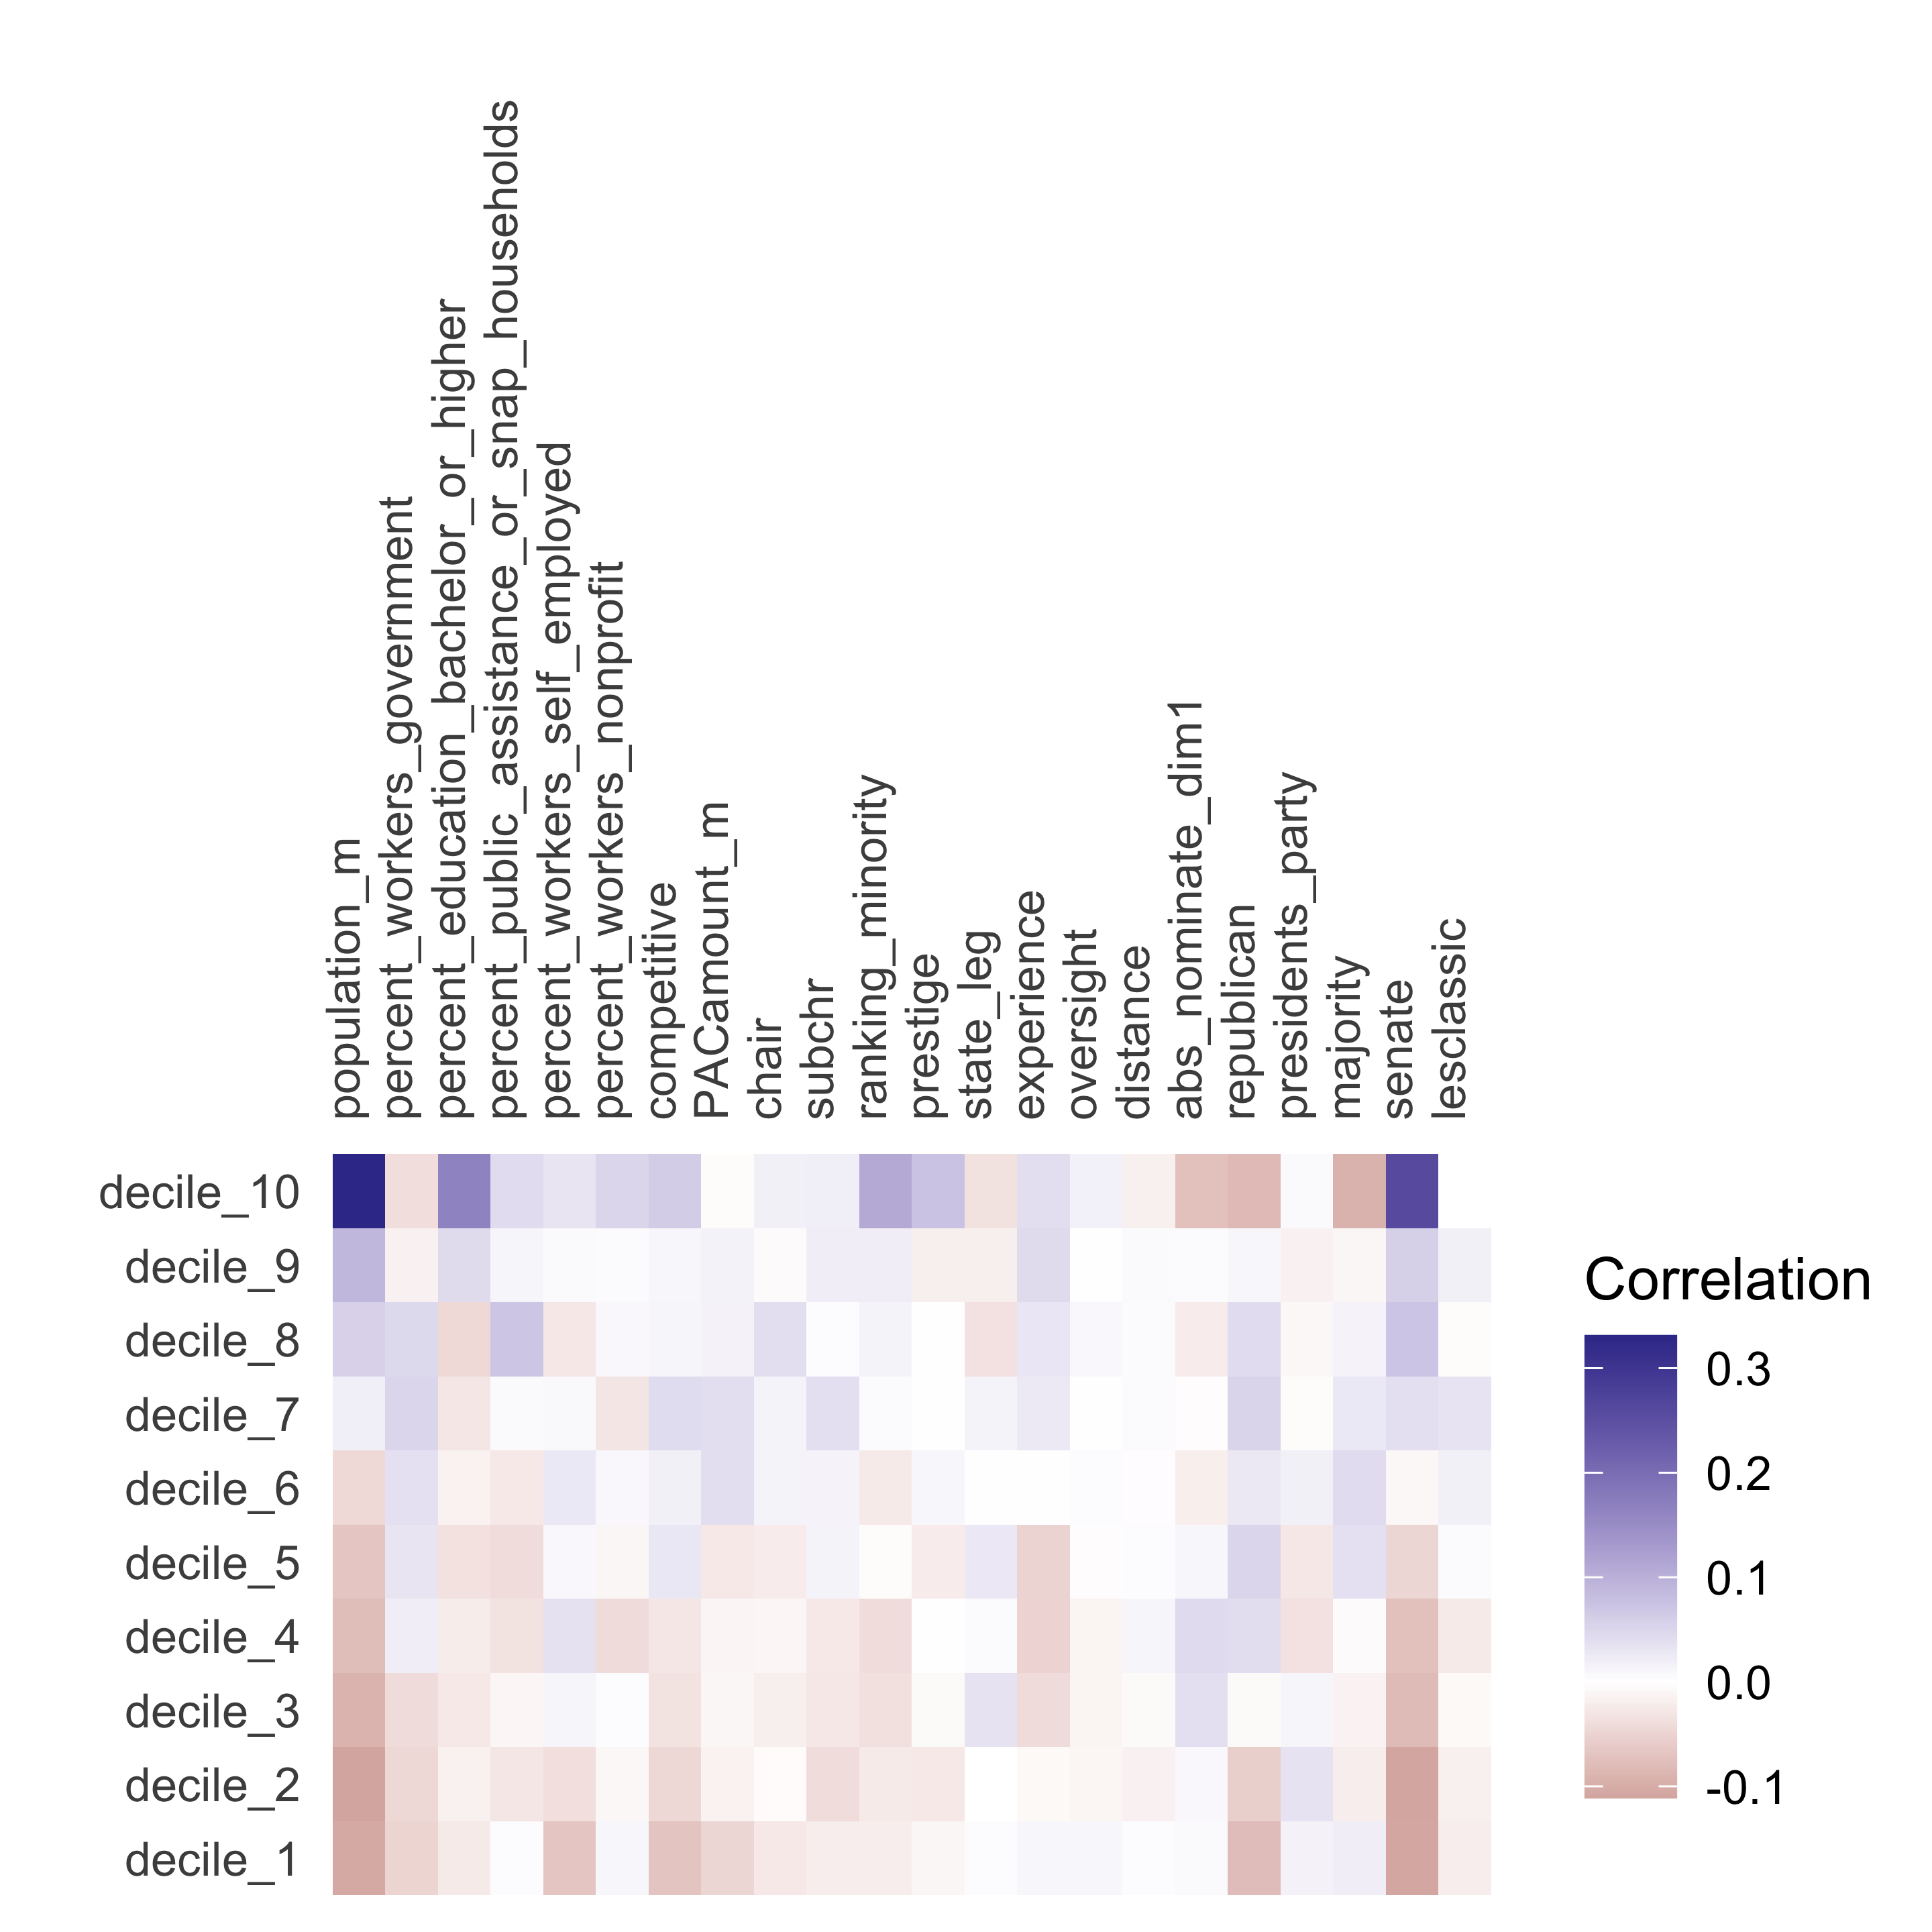 population_m
percent_workers_government
percent_education_bachelor_or_higher
percent_public_assistance_or_snap_households
percent_workers_self_employed
percent_workers_nonprofit
competitive
PACamount_m
chair
subchr
ranking_minority
prestige
state_leg
experience
oversight
distance
abs_nominate_dim1
republican
presidents_party
majority
senate
lesclassic
decile_10
decile_9
decile_8
decile_7
decile_6
decile_5
decile_4
decile_3
decile_2
decile_1
Correlation
0.3
0.2
0.1
0.0
-0.1